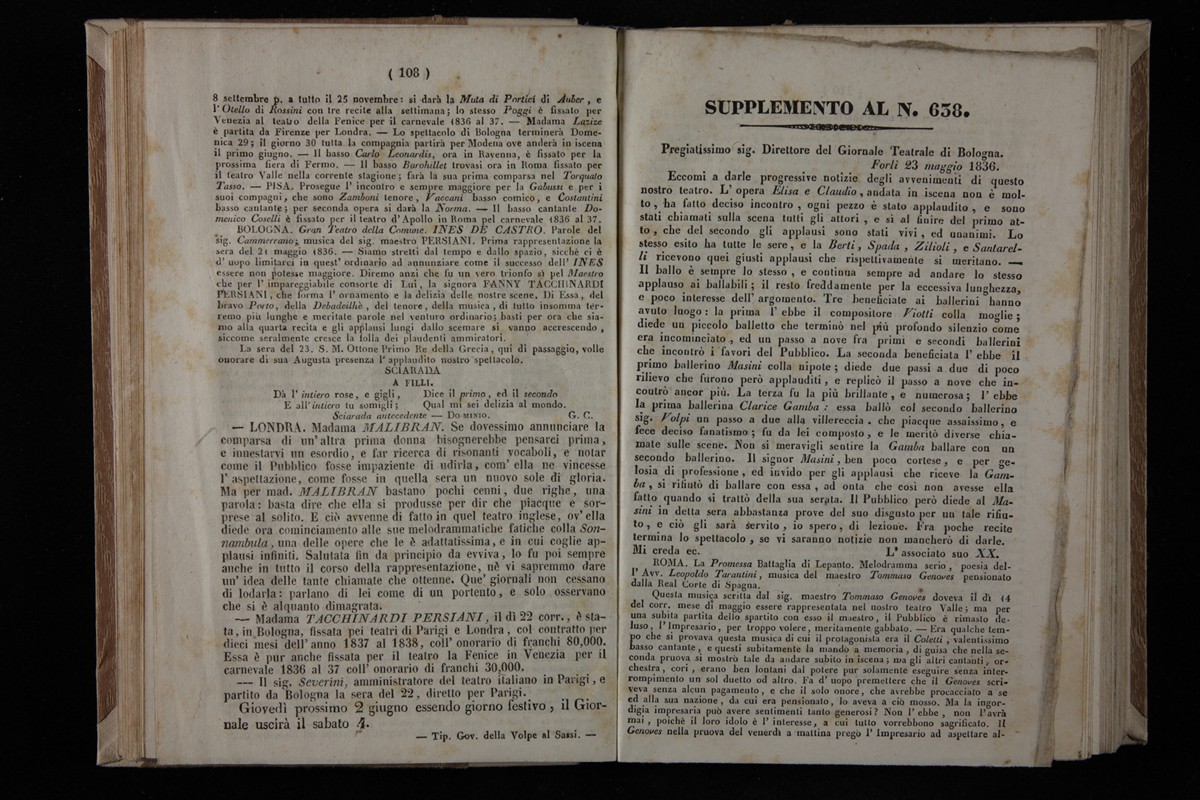 ( 108 )
8 settembre p. a tutto il 25 novembre: si darà la Muta di Portici di Auber, e
l' Otello di Rossini con tre recite alla settimana; lo stesso Poggi è fissato per
Venezia al teatro della Fenice per il carnevale 1836 al 37. — Madama Lazize
è partita da Firenze per Londra. — Lo spettacolo di Bologna terminerà Dome-
nica 29; il giorno 30 tutta la compagnia partirà per Modena ove anderà in iscena
il primo giugno. — Il basso Carlo Leonardis, ora in Ravenna, è fissato per la
prossima fiera di Fermo. — Il basso Barohillet trovasi ora in Roma fissato per
il teatro Valle nella corrente stagione; farà la sua prima comparsa nel Torquato
Tasso. — PISA. Prosegue l' incontro e sempre maggiore per la Gabussi e per i
suoi compagni, che sono Zamboni tenore, Vaccani basso comico, e Costantini
basso cantante; per seconda opera si darà la Norma. — Il basso cantante Do-
menico Coselli è fissato per il teatro d'Apollo in Roma pel carnevale 1836 al 37.
BOLOGNA. Gran Teatro della Comune. INES DE CASTRO. Parole del
sig. Cammerrano; musica del sig. maestro PERSIANI. Prima rappresentazione la
sera del 21 maggio 1836. — Siamo stretti dal tempo e dallo spazio, sicchè ci è
d' uopo limitarci in quest' ordinario ad annunziare come il successo dell' INES
essere non potesse maggiore. Diremo anzi che fu un vero trionfo sì pel Maestro
che per l' impareggiabile consorte di Lui, la signora FANNY TACCHINARDI
PERSIANI, che forma l' ornamento e la delizia delle nostre scene. Di Essa, del
bravo Porto, della Debadeilhè, del tenore, della musica, di tutto insomma ter-
remo più lunghe e meritate parole nel venturo ordinario; basti per ora che sia-
mo alla quarta recita e gli applausi lungi dallo scemare si vanno accrescendo,
siccome seralmente cresce la folla dei plaudenti ammiratori.
La sera del 23. S. M. Ottone Primo Re della Grecia, qui di passaggio, volle
onorare di sua Augusta presenza l' applaudito nostro spettacolo.
SCIARADA
A FILLI.
Dà l' intiero rose, e gigli, Dice il primo, ed il secondo
E all' intiero tu somigli; Qual mi sei delizia al mondo.
Sciarada antecedente — Do minio. G. C.
— LONDRA. Madama MALIBRAN. Se dovessimo annunciare la
comparsa di un' altra prima donna bisognerebbe pensarci prima,
e innestarvi un esordio, e far ricerca di risonanti vocaboli, e notar
come il Pubblico fosse impaziente di udirla, com' ella ne vincesse
l' aspettazione, come fosse in quella sera un nuovo sole di gloria.
Ma per mad. MALIBRAN bastano pochi cenni, due righe, una
parola: basta dire che ella si produsse per dir che piacque e sor-
prese al solito. E ciò avvenne di fatto in quel teatro inglese, ov' ella
diede ora cominciamento alle sue melodrammatiche fatiche colla Son-
nambula, una delle opere che le è adattatissima, e in cui coglie ap-
plausi infiniti. Salutata fin da principio da evviva, lo fu poi sempre
anche in tutto il corso della rappresentazione, nè vi sapremmo dare
un' idea delle tante chiamate che ottenne. Que' giornali non cessano
di lodarla: parlano di lei come di un portento, e solo osservano
che si è alquanto dimagrata.
— Madama TACCHINARDI PERSIANI, il dì 22 corr., è sta-
ta, in Bologna, fissata pei teatri di Parigi e Londra, col contratto per
dieci mesi dell' anno 1837 al 1838, coll' onorario di franchi 80,000.
Essa è pur anche fissata per il teatro la Fenice in Venezia per il
carnevale 1836 al 37 coll' onorario di franchi 30,000.
— Il sig. Severini, amministratore del teatro italiano in Parigi, e
partito da Bologna la sera del 22, diretto per Parigi.
Giovedì prossimo 2 giugno essendo giorno festivo, il Gior-
nale uscirà il sabato 4.
— Tip. Gov. della Volpe al Sassi. —
SUPPLEMENTO AL N. 638.
Pregiatissimo sig. Direttore del Giornale Teatrale di Bologna.
Forlì 23 maggio 1836.
Eccomi a darle progressive notizie degli avvenimenti di questo
nostro teatro. L' opera Elisa e Claudio, andata in iscena non è mol-
to, ha fatto deciso incontro, ogni pezzo è stato applaudito, e sono
stati chiamati sulla scena tutti gli attori, e sì al finire del primo at-
to, che del secondo gli applausi sono stati vivi, ed unanimi. Lo
stesso esito ha tutte le sere, e la Berti, Spada, Zilioli, e Santarel-
li ricevono quei giusti applausi che rispettivamente si meritano. —
Il ballo è sempre lo stesso, e continua sempre ad andare lo stesso
applauso ai ballabili; il resto freddamente per la eccessiva lunghezza,
e poco interesse dell' argomento. Tre beneficiate ai ballerini hanno
avuto luogo: la prima l' ebbe il compositore Viotti colla moglie;
diede un piccolo balletto che terminò nel più profondo silenzio come
era incominciato, ed un passo a nove fra primi e secondi ballerini
che incontrò i favori del Pubblico. La seconda beneficiata l' ebbe il
primo ballerino Masini colla nipote; diede due passi a due di poco
rilievo che furono però applauditi, e replicò il passo a nove che in-
contrò ancor più. La terza fu la più brillante, e numerosa; l' ebbe
la prima ballerina Clarice Gamba: essa ballò col secondo ballerino
sig. Volpi un passo a due alla villereccia, che piacque assaissimo, e
fece deciso fanatismo; fu da lei composto, e le meritò diverse chia-
mate sulle scene. Non si meravigli sentire la Gamba ballare con un
secondo ballerino. Il signor Masini, ben poco cortese, e per ge-
losia di professione, ed invido per gli applausi che riceve la Gam-
ba, si rifiutò di ballare con essa, ad onta che così non avesse ella
fatto quando si trattò della sua serata. Il Pubblico però diede al Ma-
sini in detta sera abbastanza prove del suo disgusto per un tale rifiu-
to, e ciò gli sarà servito, io spero, di lezione. Fra poche recite
termina lo spettacolo, se vi saranno notizie non mancherò di darle.
Mi creda ec. L' associato suo XX.
ROMA. La Promessa Battaglia di Lepanto. Melodramma serio, poesia del-
l' Avv. Leopoldo Tarantini, musica del maestro Tommaso Genoves pensionato
dalla Real Corte di Spagna.
Questa musica scritta dal sig. maestro Tommaso Genoves doveva il dì 14
del corr. mese di maggio essere rappresentata nel nostro teatro Valle; ma per
una subita partita dello spartito con esso il maestro, il Pubblico è rimasto de-
luso, l' Impresario, per troppo volere, meritamente gabbato. — Era qualche tem-
po che si provava questa musica di cui il protagonista era il Coletti, valentissimo
basso cantante, e questi subitamente la mandò a memoria, di guisa che nella se-
conda pruova si mostrò tale da andare subito in iscena; ma gli altri cantanti, or-
chestra, cori, erano ben lontani dal potere pur solamente eseguire senza inter-
rompimento un sol duetto od altro. Fa d' uopo premettere che il Genoves scri-
veva senza alcun pagamento, e che il solo onore, che avrebbe procacciato a se
ed alla sua nazione, da cui era pensionato, lo aveva a ciò mosso. Ma la ingor-
digia impresaria può avere sentimenti tanto generosi? Non l' ebbe, non l'avrà
mai, poichè il loro idolo è l' interesse, a cui tutto vorrebbono sagrificato. Il
Genoves nella pruova del venerdì a mattina pregò l' Impresario ad aspettare al-